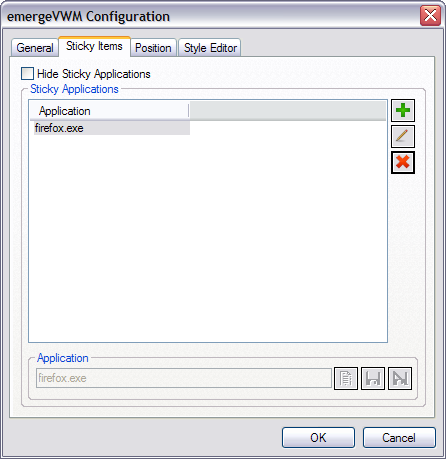 emergeVWM Configuration
General Sticky Items Position Style Editor
Hide Sticky Applications
Sticky Applications
Application
firefox.exe
Application
firefox.exe
OK Cancel